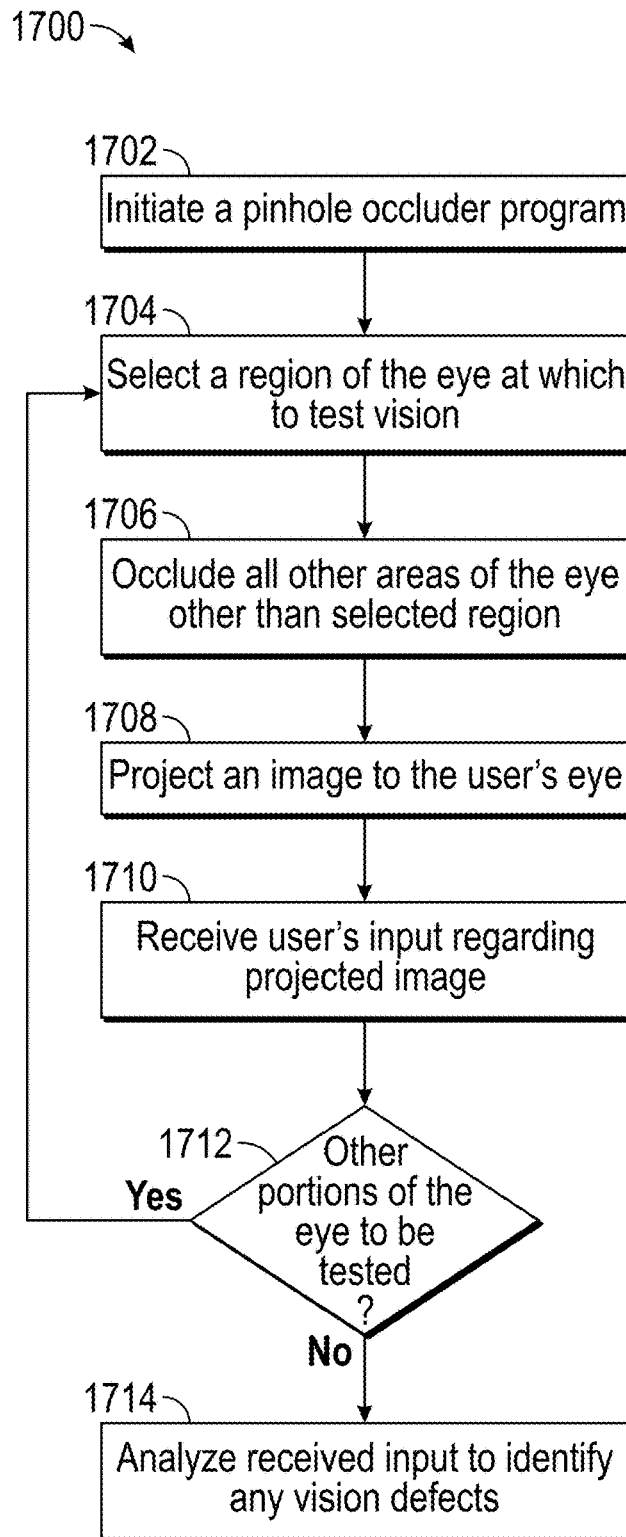 1700
1702
Initiate a pinhole occluder program
1704
Select a region of the eye at which
to test vision
1706
Occlude all other areas of the eye
other than selected region
1708
Project an image to the user's eye
1710
Receive user's input regarding
projected image
1712
Other
portions of the
eye to be
tested
?
Yes
No
1714
Analyze received input to identify
any vision defects